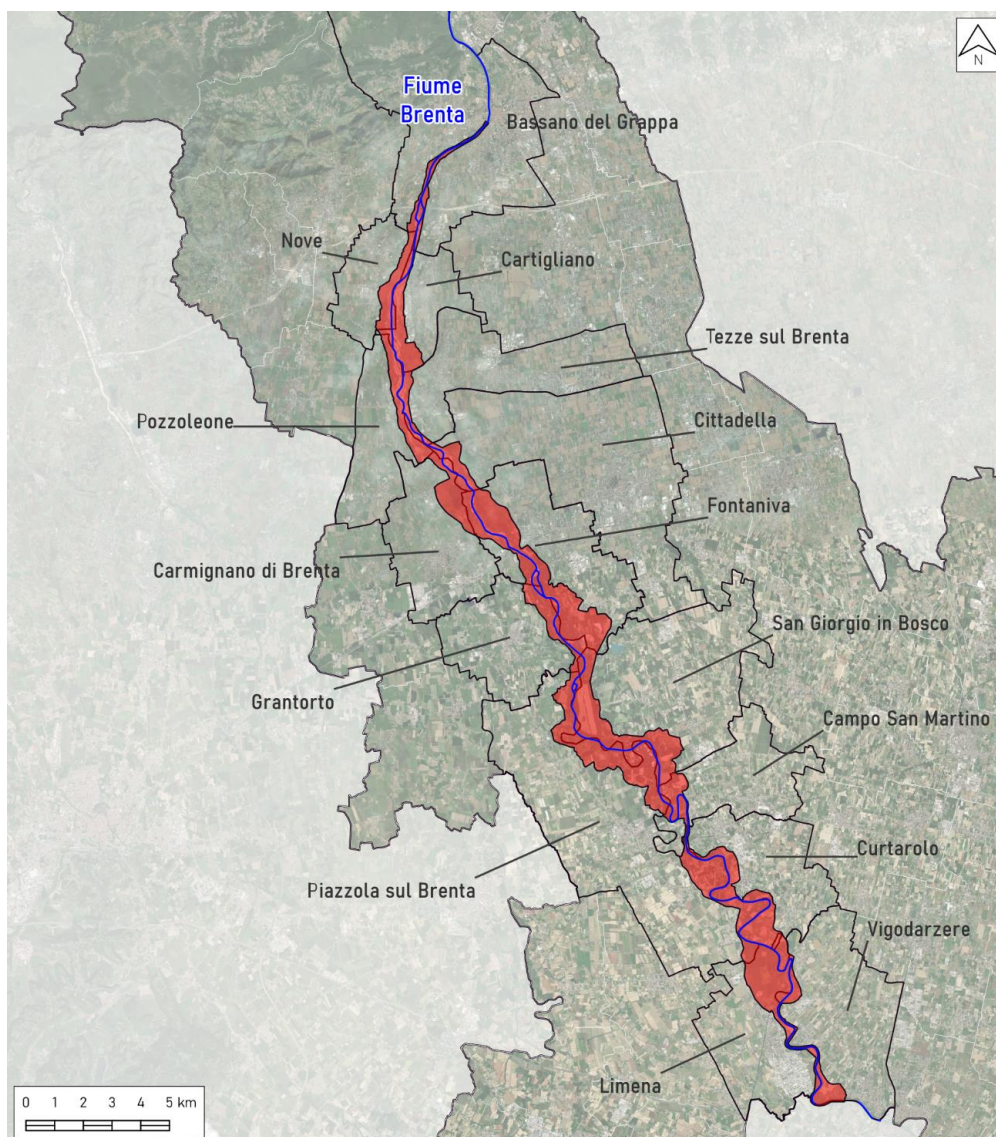 N
Fiume
Brenta
Bassano del Grappa
Nove
Cartigliano
Tezze sul Brenta
Pozzoleone
Cittadella
Fontaniva
Carmignano di Brenta
San Giorgio in Bosco
Grantorto
Campo San Martino
Curtarolo
Piazzola sul Brenta
Vigodarzere
Limena
0 1 2 3 4 5 km